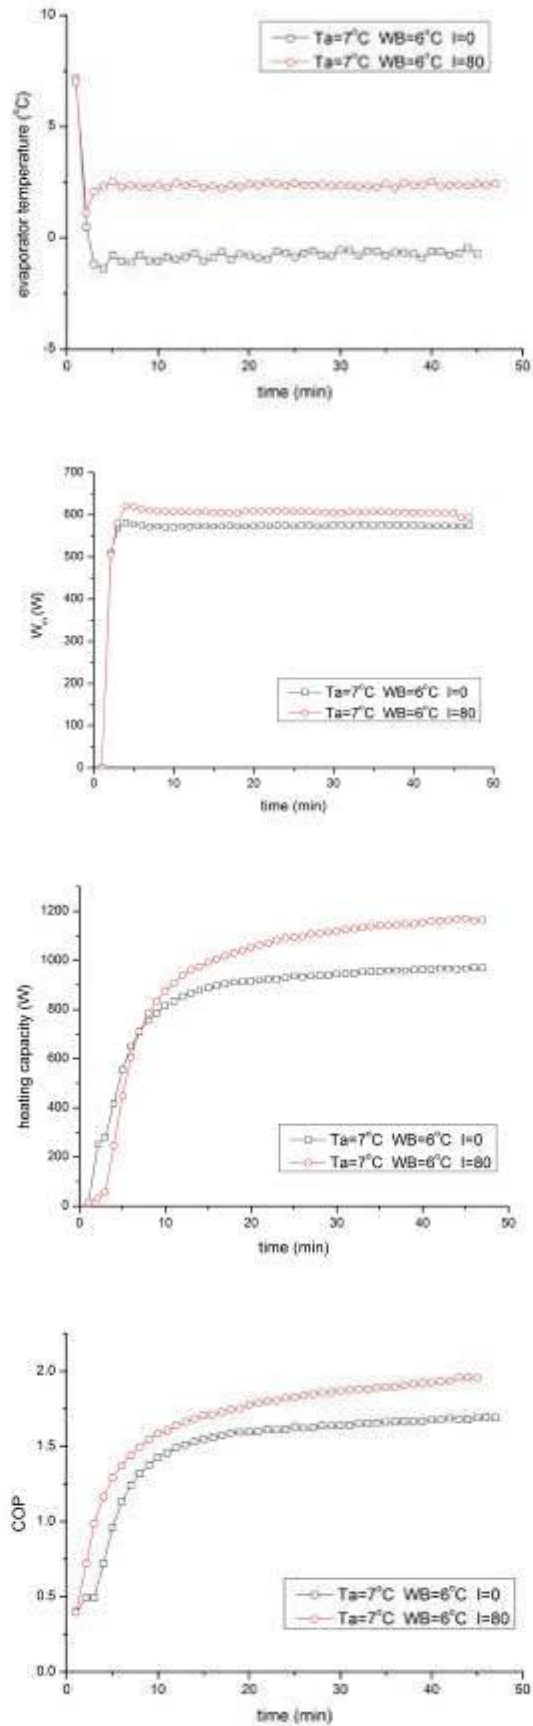 10
5
0
-5
evaporator temperature (°C)
Ta=7°C WB=6°C I=0
Ta=7°C WB=6°C I=80
0 10 20 30 40 50
time (min)
700
600
500
400
300
200
100
0
(W)
Ta=7°C WB=6°C I=0
Ta=7°C WB=6°C I=80
0 10 20 30 40 50
time (min)
1200
1000
800
600
400
200
0
heating capacity (W)
Ta=7°C WB=6°C I=0
Ta=7°C WB=6°C I=80
0 10 20 30 40 50
time (min)
2.0
1.5
1.0
0.5
0.0
COP
Ta=7°C WB=6°C I=0
Ta=7°C WB=6°C I=80
0 10 20 30 40 50
time (min)